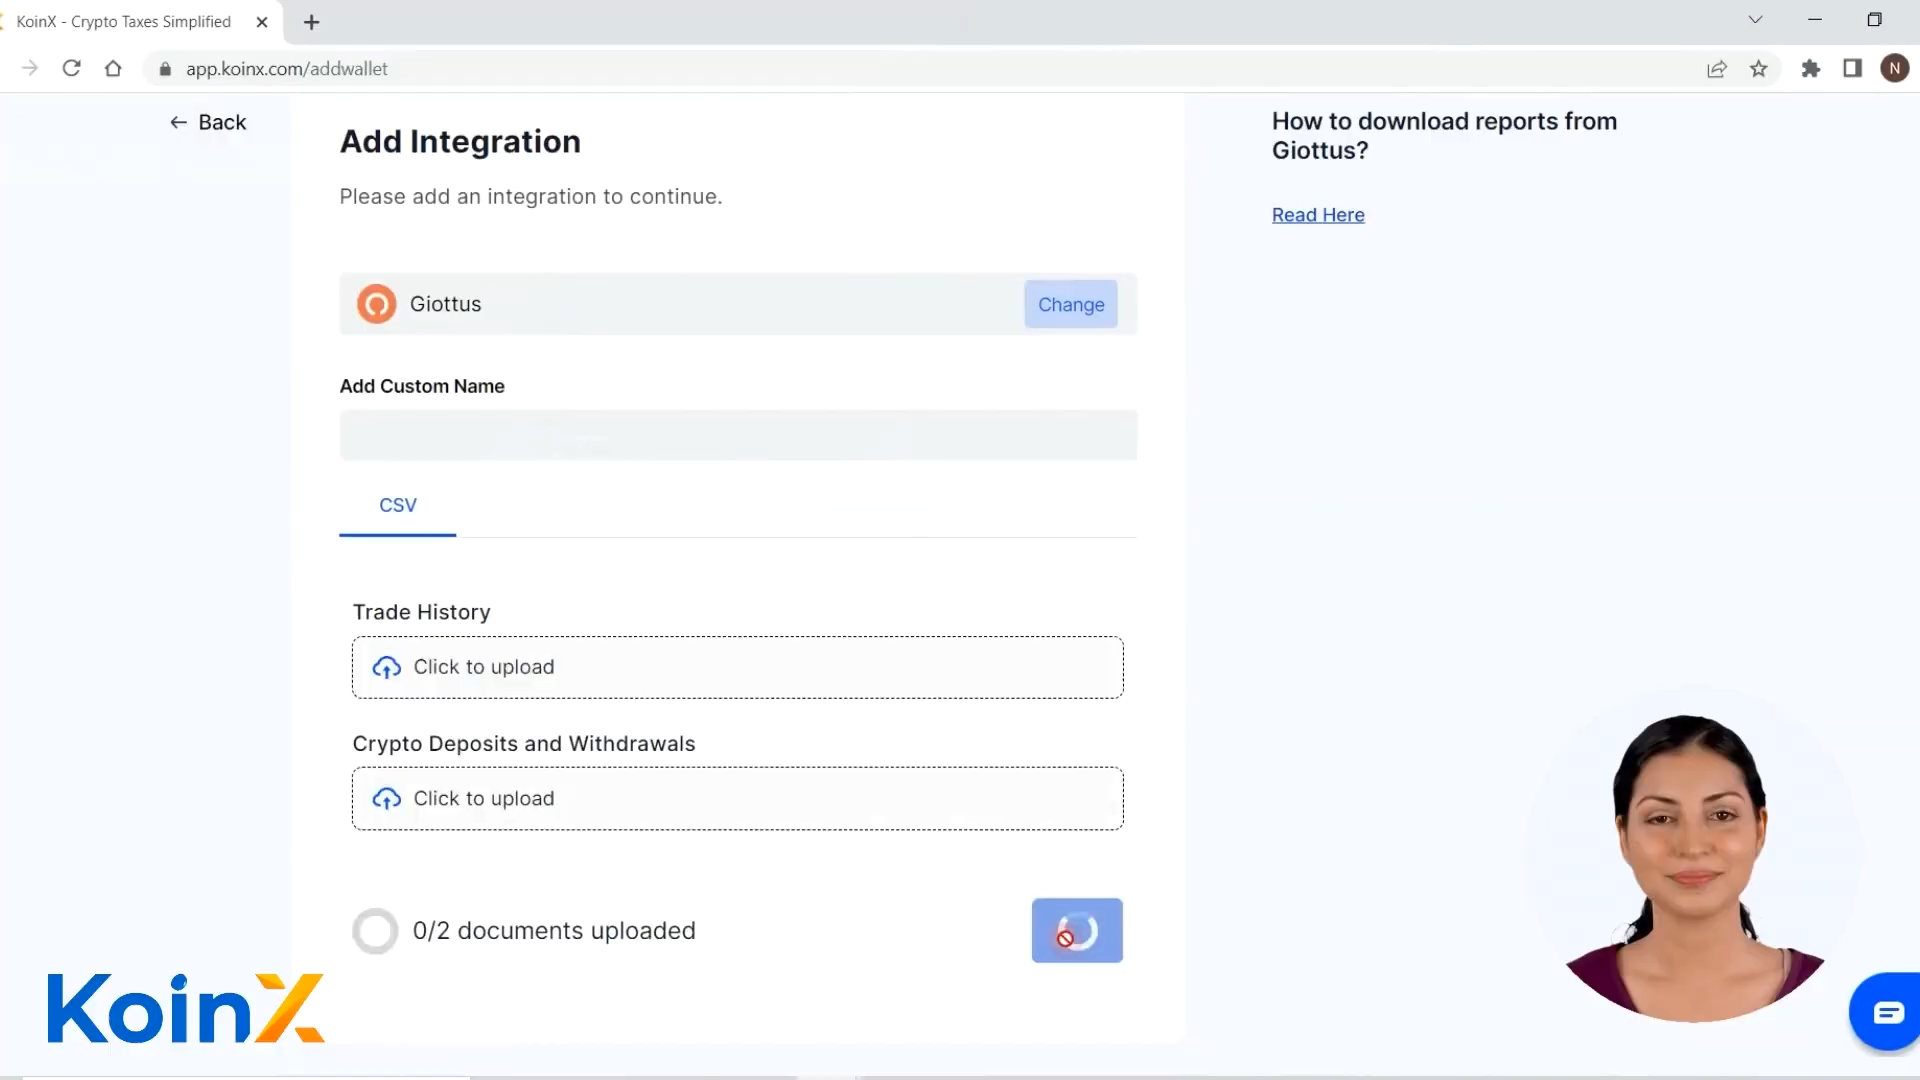 KoinX - Crypto Taxes Simplified
app.koinx.com/addwallet
N
Back
Add Integration
Please add an integration to continue.
Giottus
Change
Add Custom Name
CSV
Trade History
Click to upload
Crypto Deposits and Withdrawals
Click to upload
0/2 documents uploaded
How to download reports from
Giottus?
Read Here
KoinX